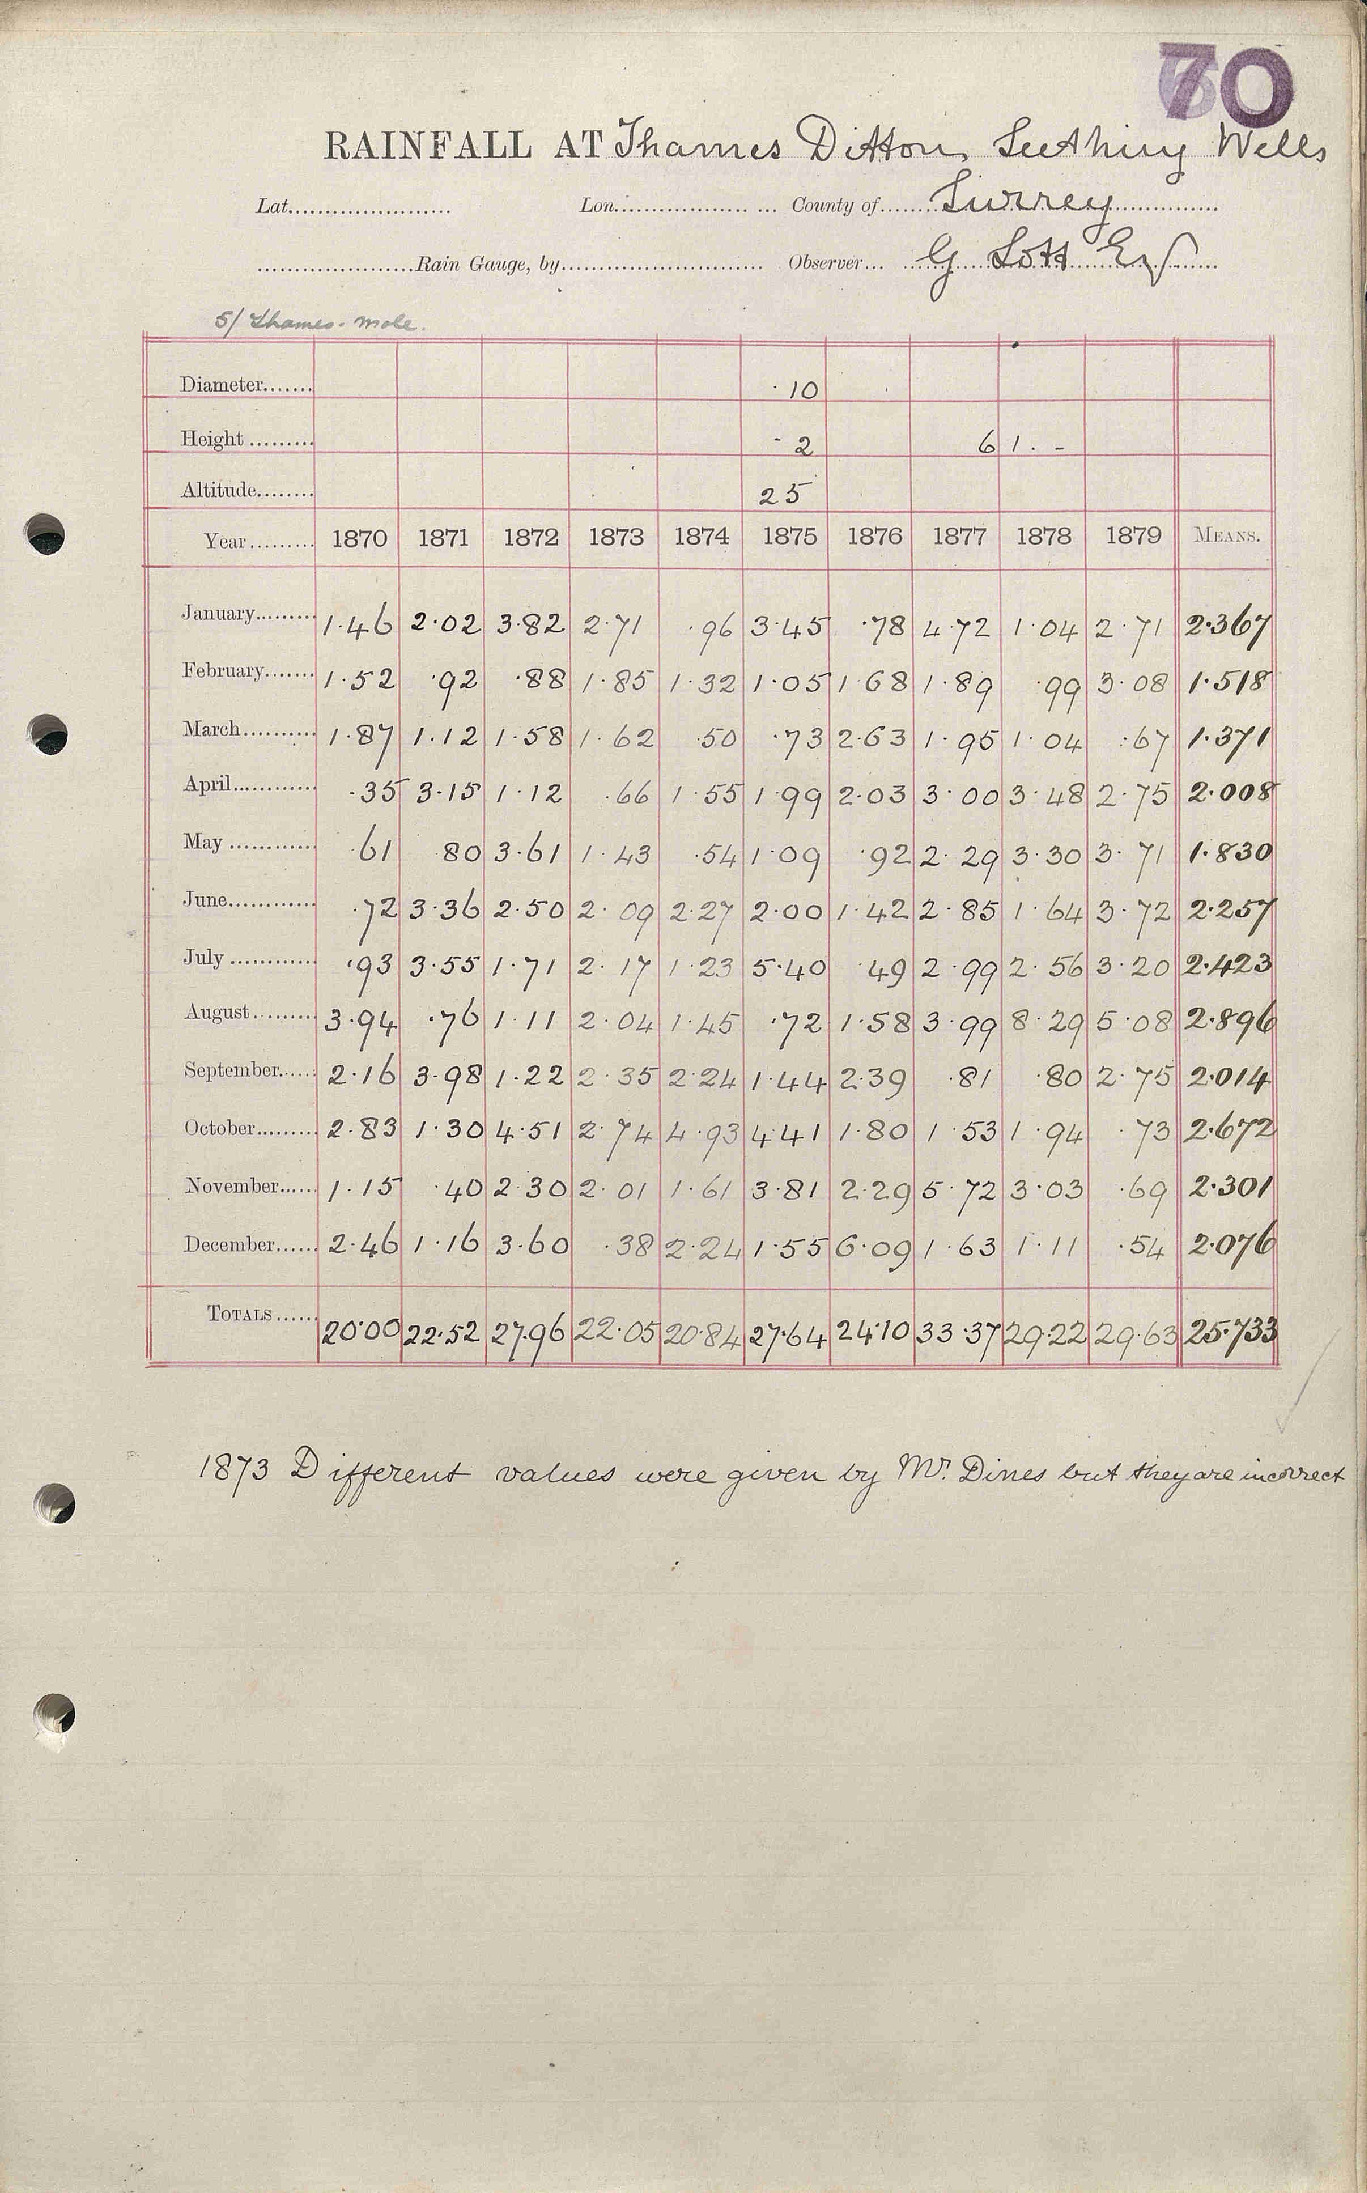 70
RAINFALL AT Thames Ditton, Seething Wells
Lat. Lon. County of Surrey
Rain Gauge, by Observer G Lott Esq
5/ Thames-Mole.
Diameter ·10
Height ·2 6 1 . -
Altitude 25
Year 1870 1871 1872 1873 1874 1875 1876 1877 1878 1879 MEANS.
January 1·46 2·02 3·82 2·71 ·96 3·45 ·78 4·72 1·04 2·71 2·367
February 1·52 ·92 ·88 1·85 1·32 1·05 1·68 1·89 ·99 3·08 1·518
March 1·87 1·12 1·58 1·62 ·50 ·73 2·63 1·95 1·04 ·67 1·371
April ·35 3·15 1·12 ·66 1·55 1·99 2·03 3·00 3·48 2·75 2·008
May ·61 ·80 3·61 1·43 ·54 1·09 ·92 2·29 3·30 3·71 1·830
June ·72 3·36 2·50 2·09 2·27 2·00 1·42 2·85 1·64 3·72 2·257
July ·93 3·55 1·71 2·17 1·23 5·40 ·49 2·99 2·56 3·20 2·423
August 3·94 ·76 1·11 2·04 1·45 ·72 1·58 3·99 8·29 5·08 2·896
September 2·16 3·98 1·22 2·35 2·24 1·44 2·39 ·81 ·80 2·75 2·014
October 2·83 1·30 4·51 2·74 4·93 4·41 1·80 1·53 1·94 ·73 2·672
November 1·15 ·40 2·30 2·01 1·61 3·81 2·29 5·72 3·03 ·69 2·301
December 2·46 1·16 3·60 ·38 2·24 1·55 6·09 1·63 1·11 ·54 2·076
TOTALS 20·00 22·52 27·96 22·05 20·84 27·64 24·10 33·37 29·22 29·63 25·733
1873 Different values were given by Mr. Dines but they are incorrect